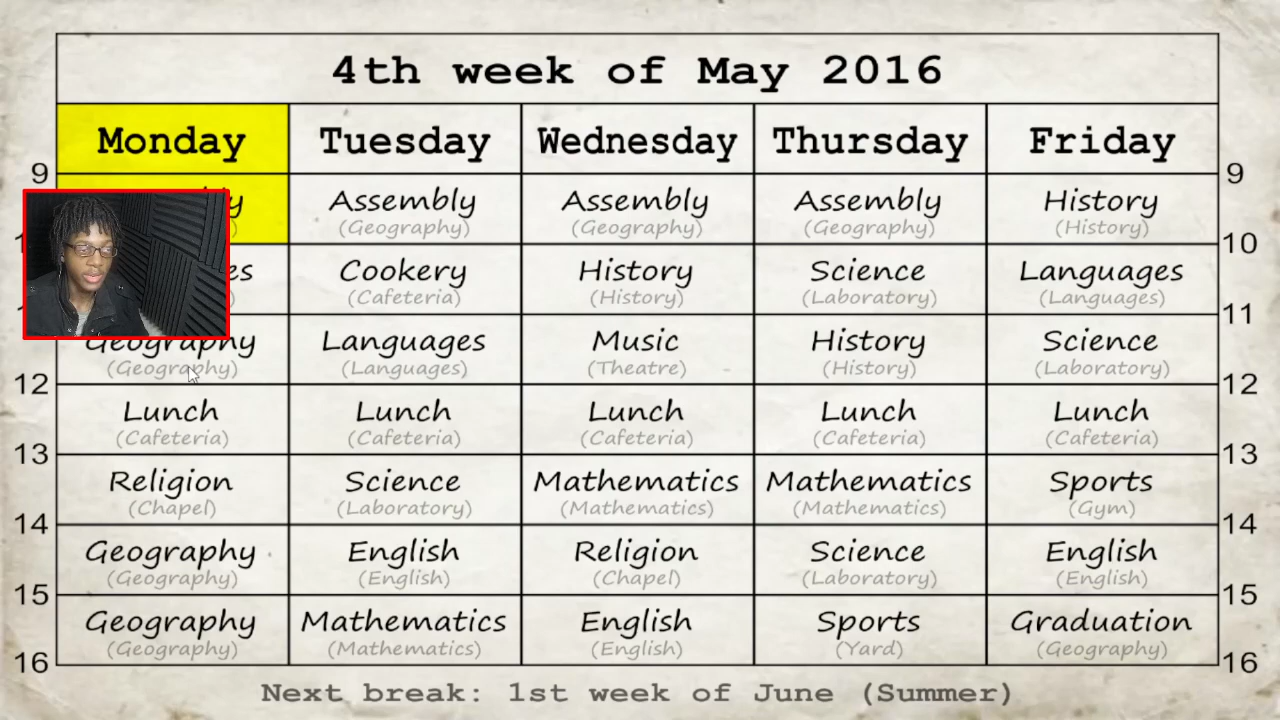 4th week of May 2016
Monday Tuesday Wednesday Thursday Friday
9 9
Assembly Assembly Assembly History
(Geography) (Geography) (Geography) (History)
10
Cookery History Science Languages
(Cafeteria) (History) (Laboratory) (Languages)
11
Geography Languages Music History Science
(Geography) (Languages) (Theatre) (History) (Laboratory)
12 12
Lunch Lunch Lunch Lunch Lunch
(Cafeteria) (Cafeteria) (Cafeteria) (Cafeteria) (Cafeteria)
13 13
Religion Science Mathematics Mathematics Sports
(Chapel) (Laboratory) (Mathematics) (Mathematics) (Gym)
14 14
Geography English Religion Science English
(Geography) (English) (Chapel) (Laboratory) (English)
15 15
Geography Mathematics English Sports Graduation
(Geography) (Mathematics) (English) (Yard) (Geography)
16 16
Next break: 1st week of June (Summer)